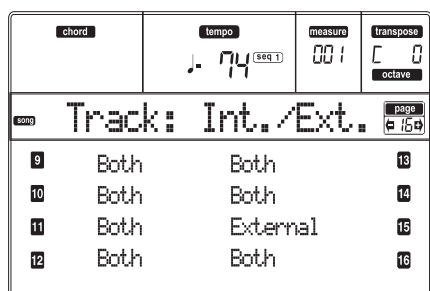 chord tempo measure transpose
♩. 74 seq 1 001 C 0
octave
song Track: Int./Ext. page 16
9 Both Both 13
10 Both Both 14
11 Both External 15
12 Both Both 16